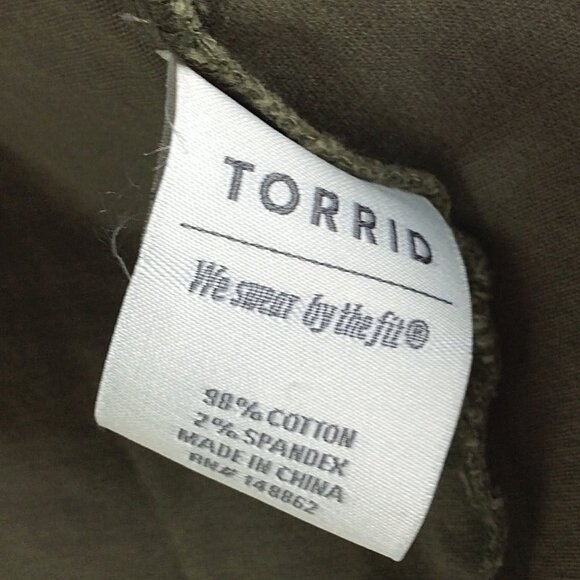 TORRID
We swear by the fit®
98% COTTON
2% SPANDEX
MADE IN CHINA
RN# 148862